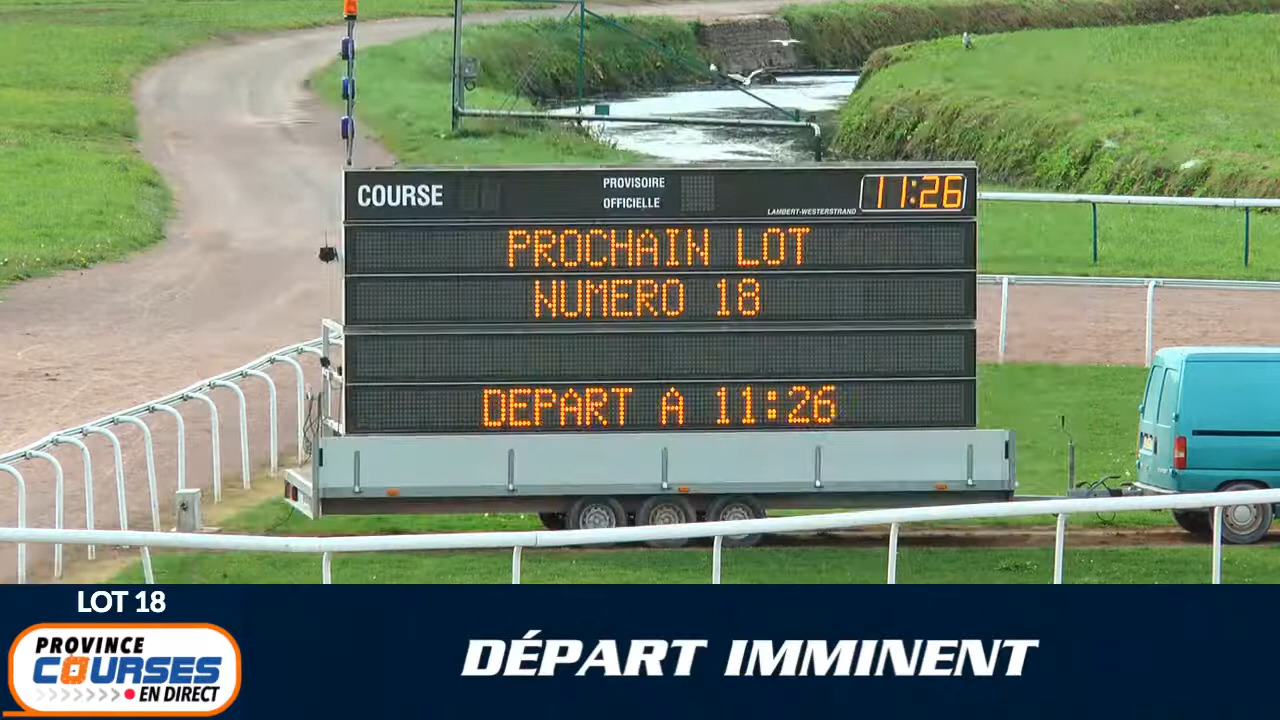 COURSE
PROVISOIRE
OFFICIELLE
LAMBERT-WESTERSTRAND
11:26
PROCHAIN LOT
NUMERO 18
DEPART A 11:26
LOT 18
PROVINCE
COURSES
EN DIRECT
DÉPART IMMINENT